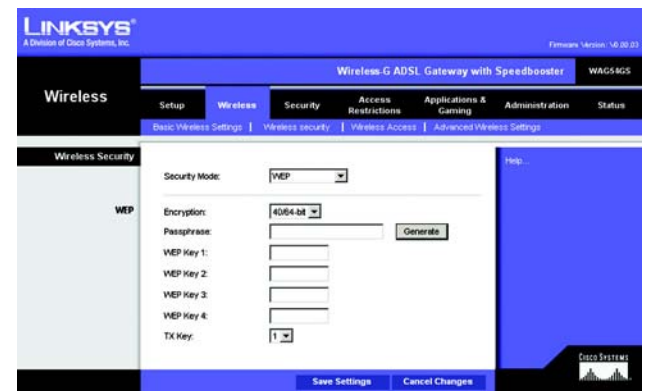 LINKSYS®
A Division of Cisco Systems, Inc.
Firmware Version: V0.00.03
Wireless-G ADSL Gateway with Speedbooster WAG54GS
Wireless
Setup Wireless Security Access Restrictions Applications & Gaming Administration Status
Basic Wireless Settings | Wireless security | Wireless Access | Advanced Wireless Settings
Wireless Security
Help...
Security Mode: WEP
WEP
Encryption: 40/64-bit
Passphrase: Generate
WEP Key 1:
WEP Key 2:
WEP Key 3:
WEP Key 4:
TX Key: 1
CISCO SYSTEMS
Save Settings Cancel Changes